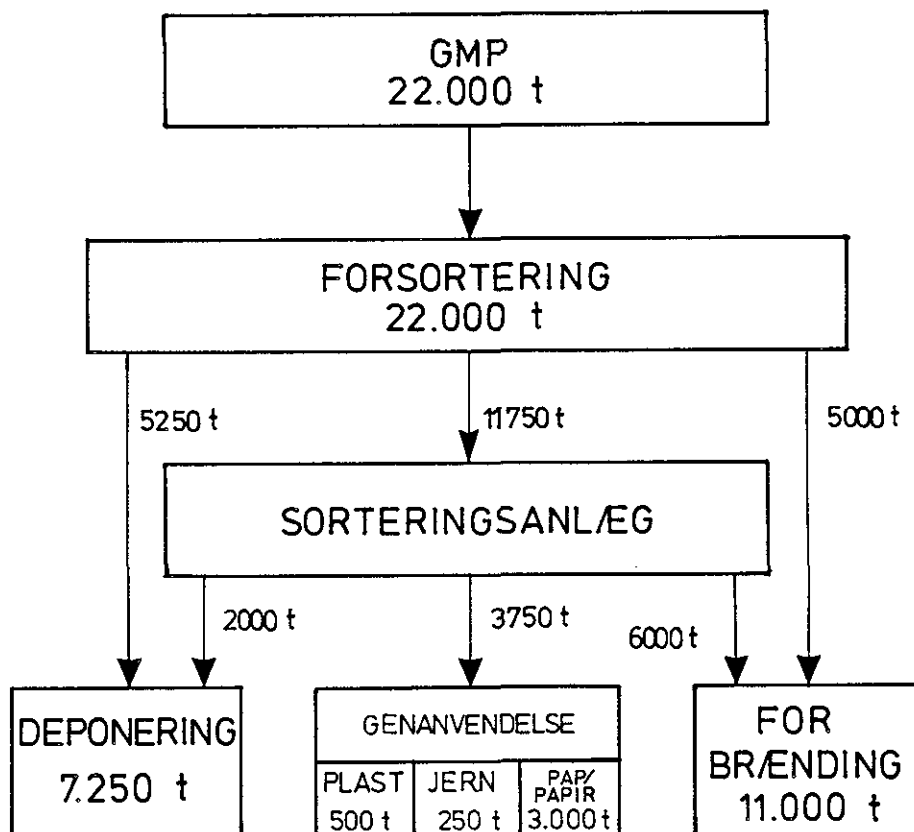 GMP
22.000 t
FORSORTERING
22.000 t
5250 t
11750 t
5000 t
SORTERINGSANLÆG
2000 t
3750 t
6000 t
DEPONERING
7.250 t
GENANVENDELSE
PLAST
500 t
JERN
250 t
PAP/
PAPIR
3.000 t
FOR
BRÆNDING
11.000 t